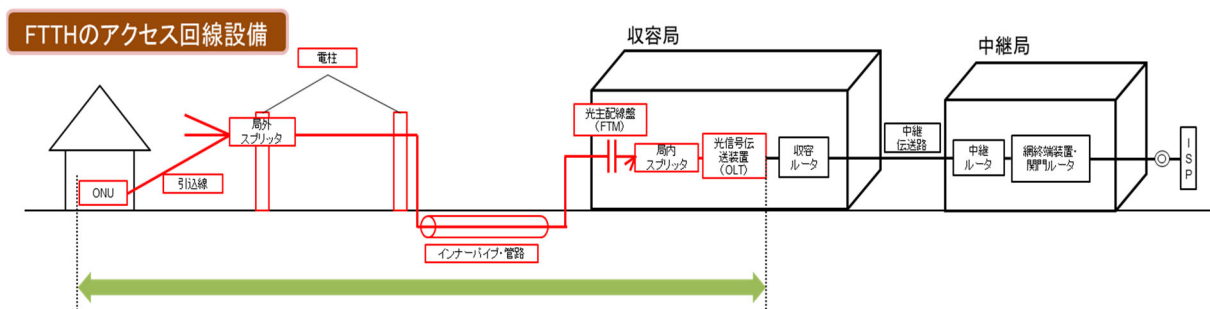 FTTHのアクセス回線設備
収容局
中継局
電柱
光主配線盤
(FTM)
局外
スプリッタ
局内
スプリッタ
光信号伝
送装置
(OLT)
収容
ルータ
中継
伝送路
中継
ルータ
網終端装置・
関門ルータ
ISP
ONU
引込線
インナーパイプ・管路